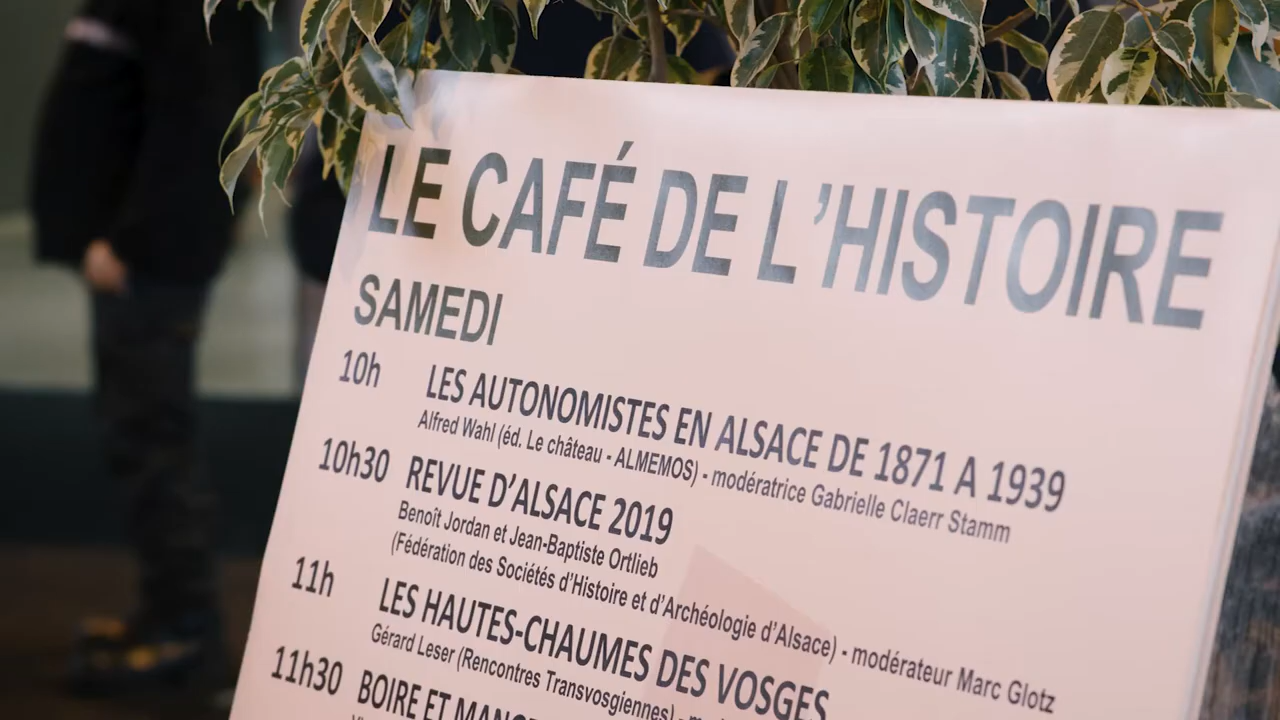 LE CAFÉ DE L'HISTOIRE
SAMEDI
10h LES AUTONOMISTES EN ALSACE DE 1871 A 1939
Alfred Wahl (éd. Le château - ALMEMOS) - modératrice Gabrielle Claerr Stamm
10h30 REVUE D'ALSACE 2019
Benoît Jordan et Jean-Baptiste Ortlieb
(Fédération des Sociétés d'Histoire et d'Archéologie d'Alsace) - modérateur Marc Glotz
11h LES HAUTES-CHAUMES DES VOSGES
Gérard Leser (Rencontres Transvosgiennes) -
11h30 BOIRE ET